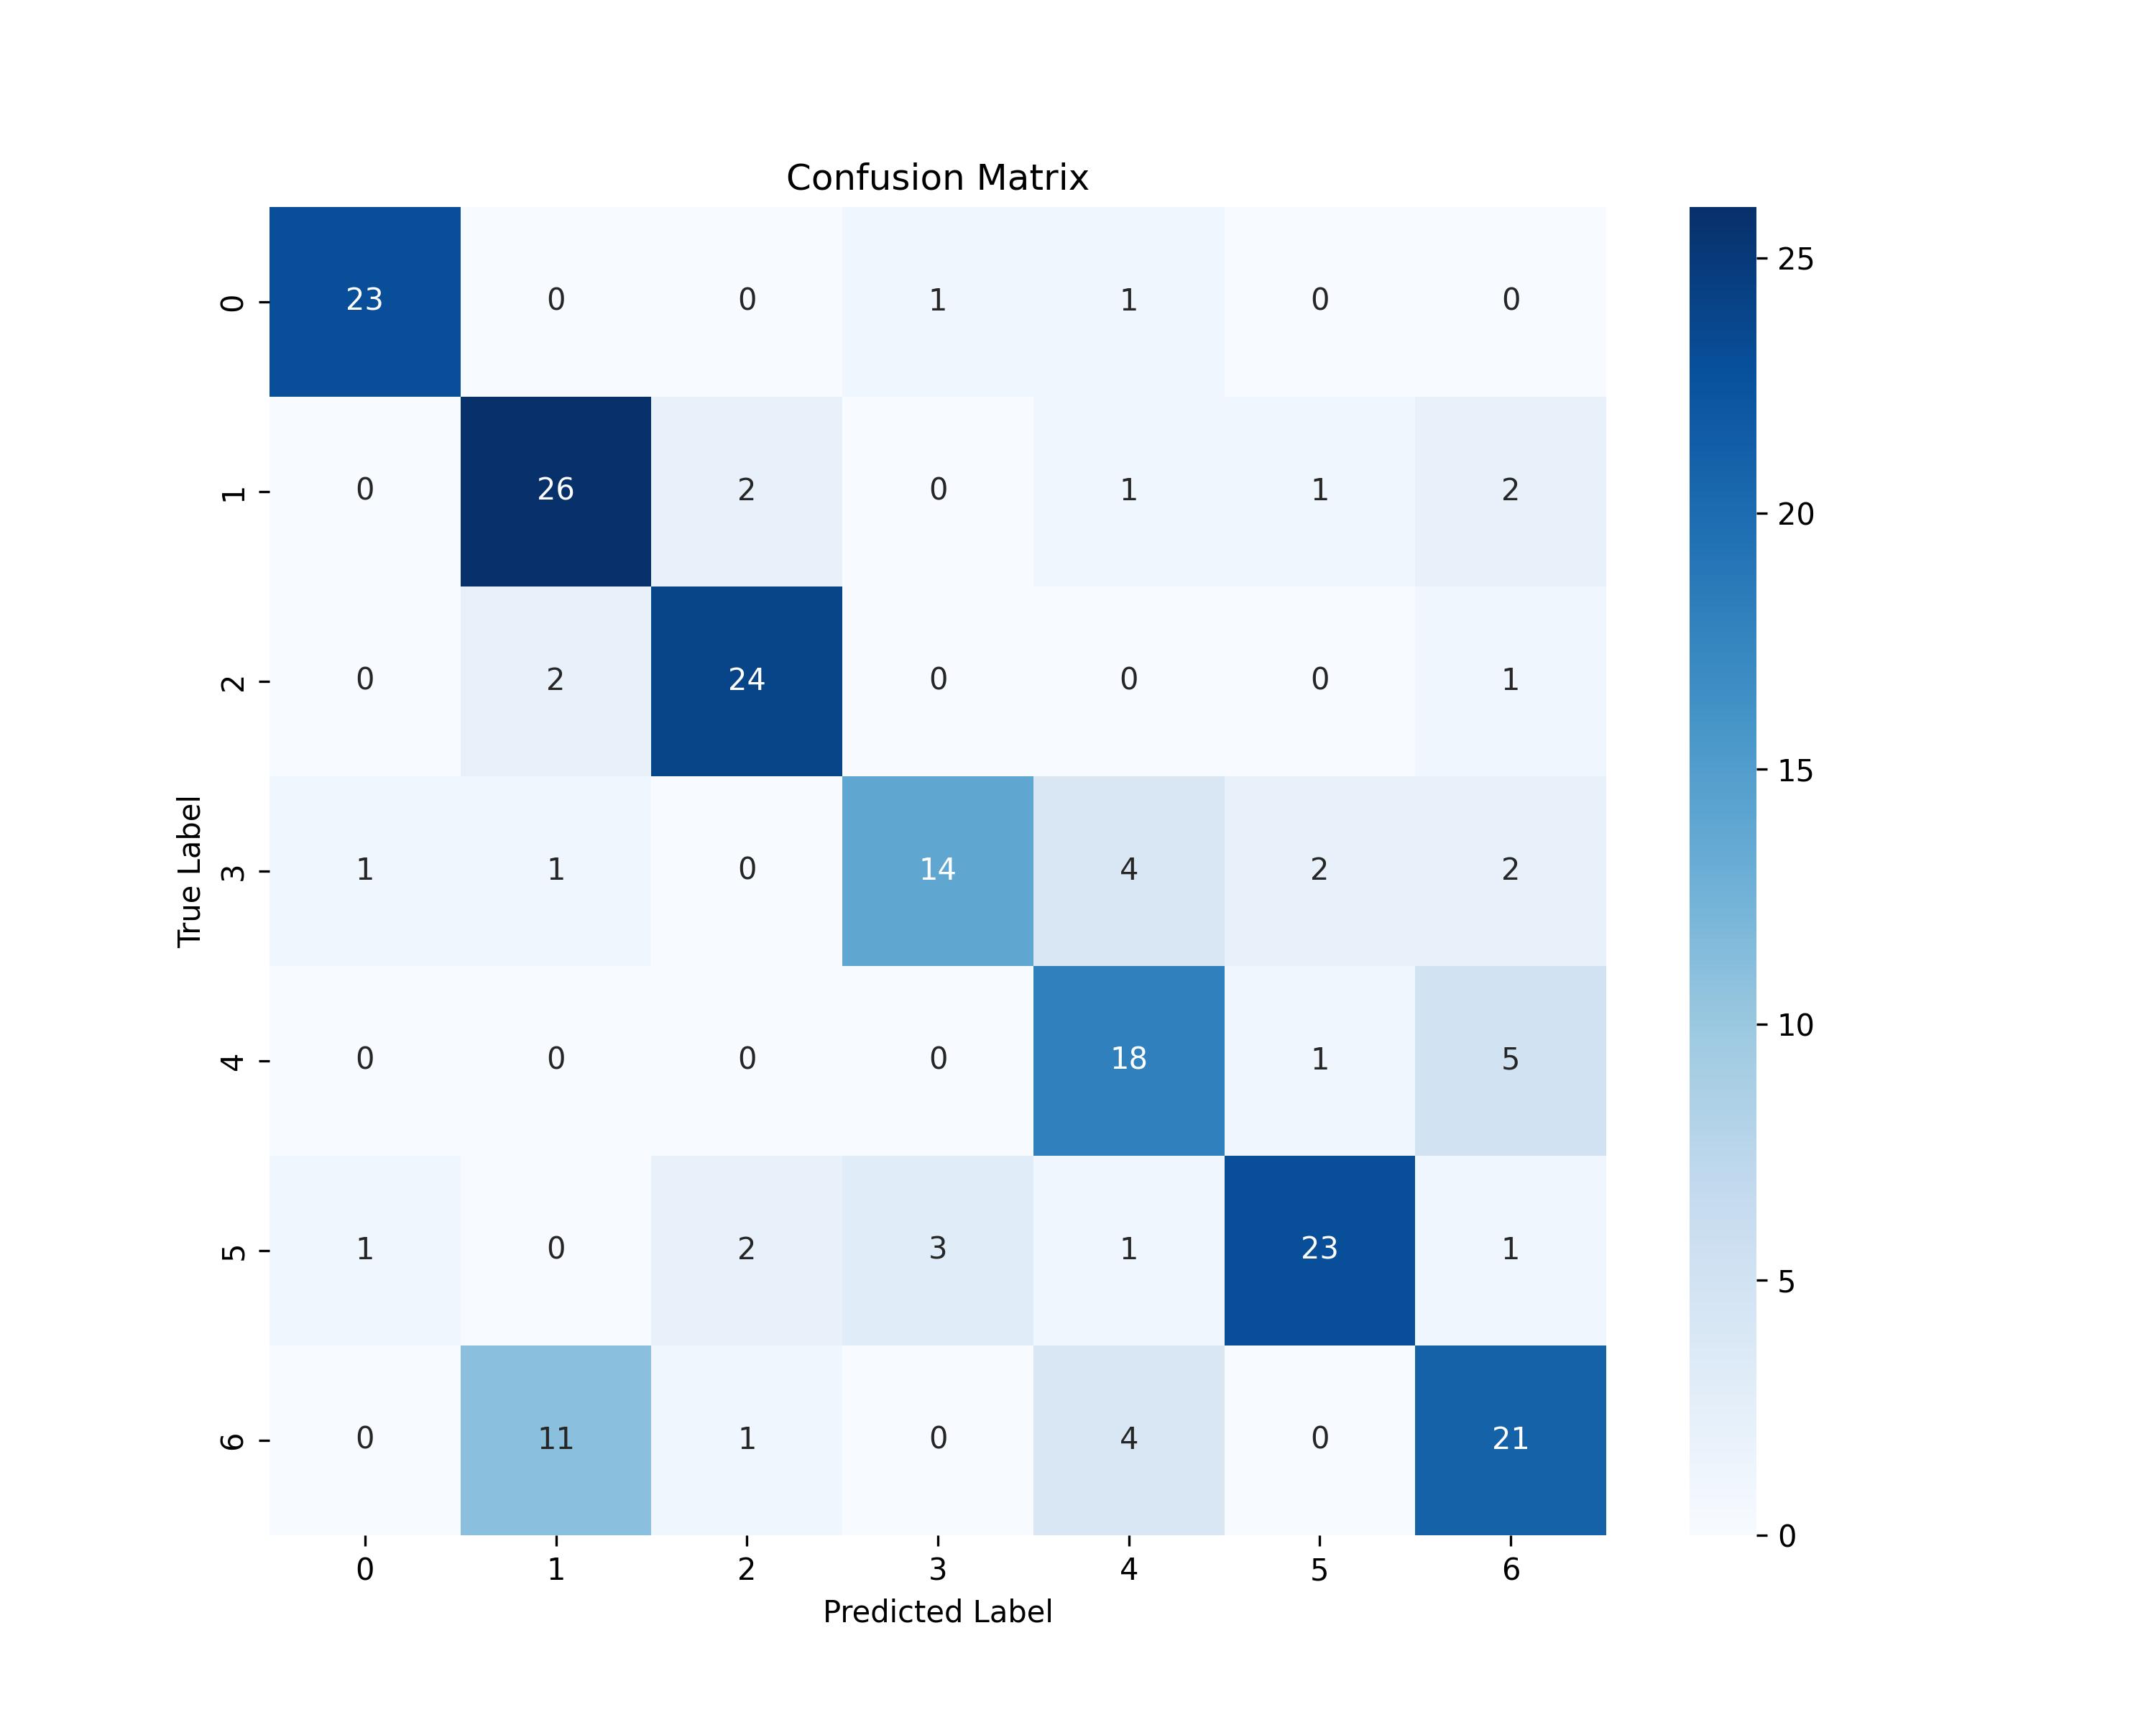 Confusion Matrix
0 23 0 0 1 1 0 0
1 0 26 2 0 1 1 2
2 0 2 24 0 0 0 1
3 1 1 0 14 4 2 2
4 0 0 0 0 18 1 5
5 1 0 2 3 1 23 1
6 0 11 1 0 4 0 21
0 1 2 3 4 5 6
True Label
Predicted Label
25
20
15
10
5
0